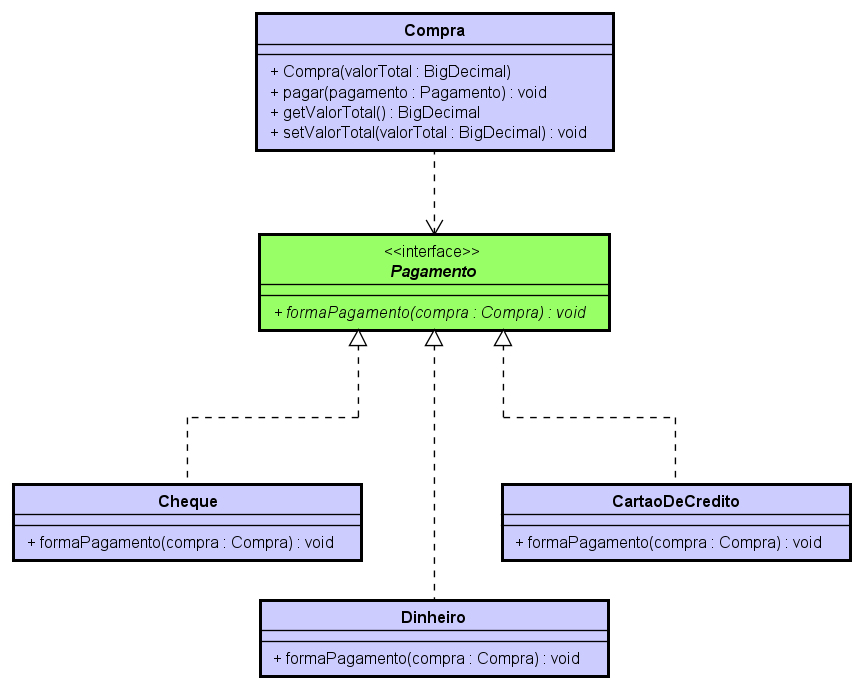 Compra
+ Compra(valorTotal : BigDecimal)
+ pagar(pagamento : Pagamento) : void
+ getValorTotal() : BigDecimal
+ setValorTotal(valorTotal : BigDecimal) : void
<<interface>>
Pagamento
+ formaPagamento(compra : Compra) : void
Cheque
+ formaPagamento(compra : Compra) : void
CartaoDeCredito
+ formaPagamento(compra : Compra) : void
Dinheiro
+ formaPagamento(compra : Compra) : void